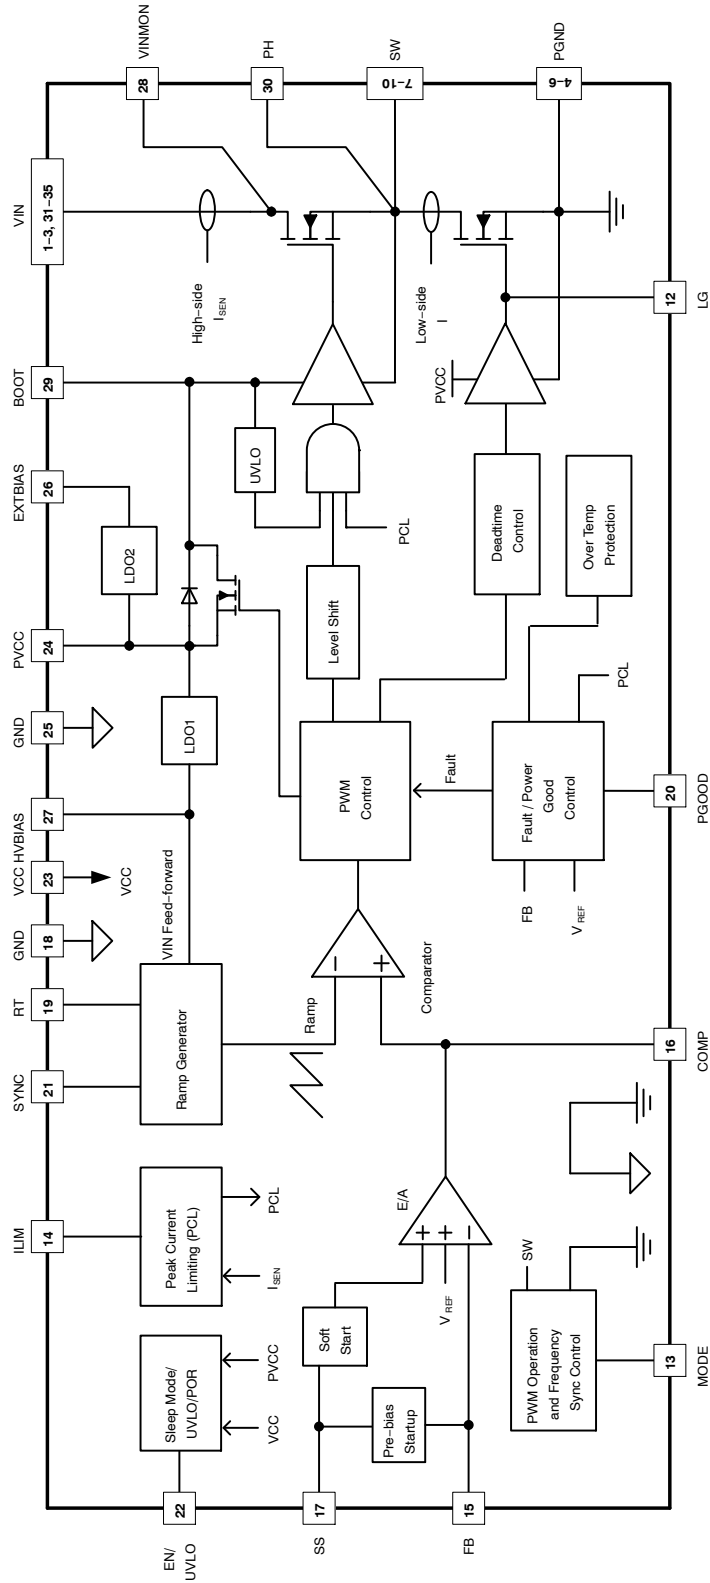 EN/
UVLO
22
ILIM
14
SYNC
21
RT
19
GND
18
VCC
23
HVBIAS
27
GND
25
PVCC
24
EXTBIAS
26
BOOT
29
VIN
1–3, 31–35
VINMON
28
PH
30
SW
7–10
PGND
4–6
Sleep Mode/
UVLO/POR
VCC
PVCC
Peak Current
Limiting (PCL)
ISEN
PCL
Ramp Generator
VIN Feed–forward
VCC
LDO1
LDO2
UVLO
High–side
ISEN
Ramp
Comparator
PWM
Control
Level Shift
PCL
Low–side
I
PVCC
SS
17
Soft
Start
Pre–bias
Startup
FB
15
VREF
E/A
Fault
Fault / Power
Good
Control
FB
VREF
PCL
Deadtime
Control
Over Temp
Protection
PWM Operation
and Frequency
Sync Control
SW
13
MODE
16
COMP
20
PGOOD
12
LG